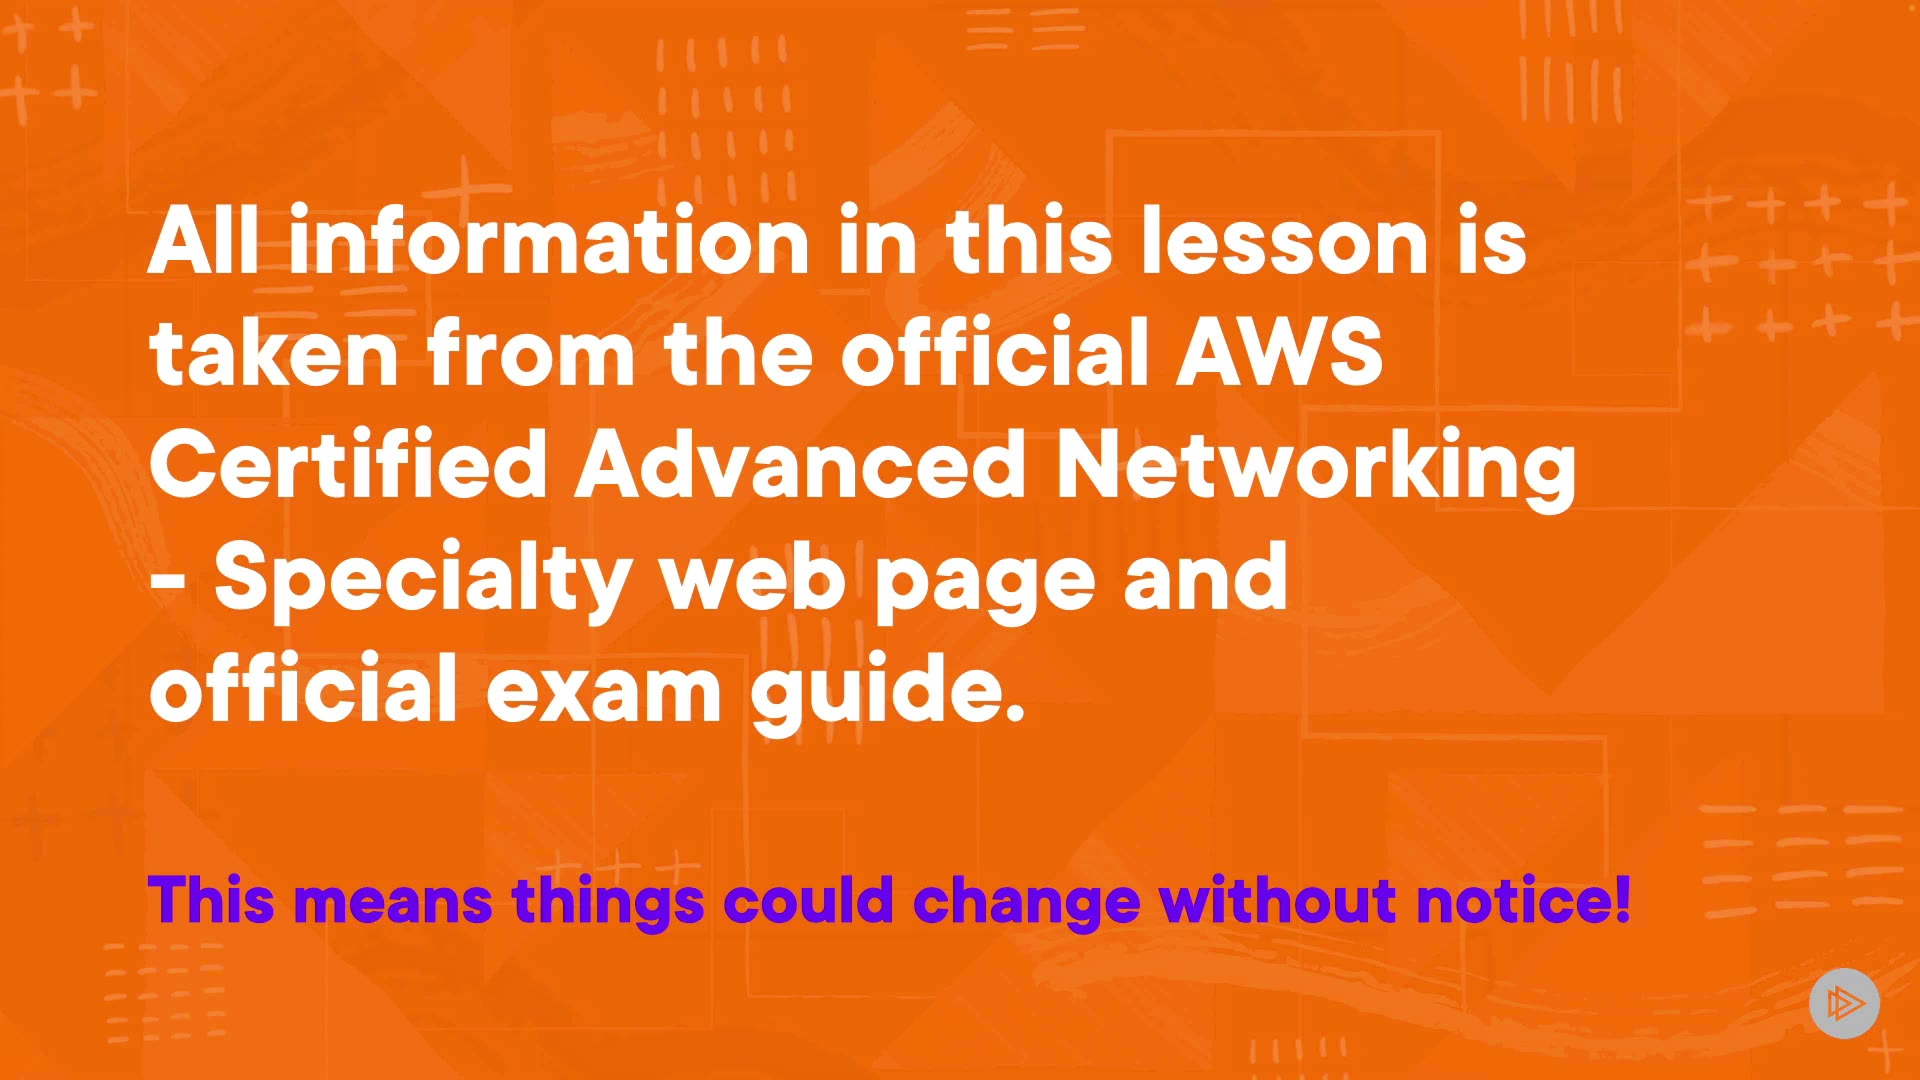 All information in this lesson is
taken from the official AWS
Certified Advanced Networking
- Specialty web page and
official exam guide.
This means things could change without notice!